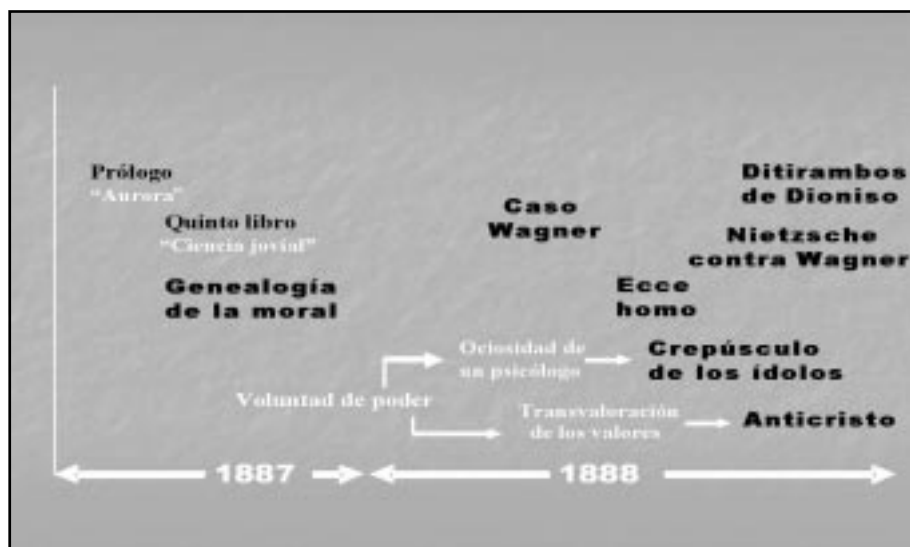 Prólogo
“Aurora”
Quinto libro
“Ciencia jovial”
Genealogía
de la moral
Caso
Wagner
Ditirambos
de Dioniso
Nietzsche
contra Wagner
Ecce
homo
Voluntad de poder
Ociosidad de
un psicólogo
Crepúsculo
de los ídolos
Transvaloración
de los valores
Anticristo
1887
1888